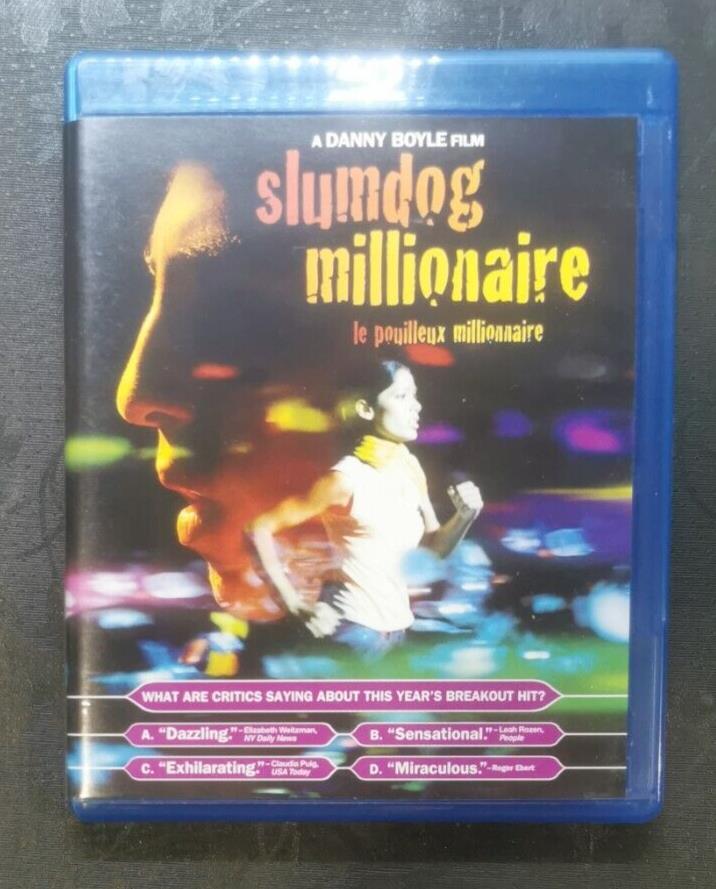 A DANNY BOYLE FILM
slumdog
millionaire
le pouilleux millionnaire
WHAT ARE CRITICS SAYING ABOUT THIS YEAR'S BREAKOUT HIT?
A. "Dazzling." – Elizabeth Weitzman,
NY Daily News
B. "Sensational." – Leah Rozen,
People
C. "Exhilarating." – Claudia Puig,
USA Today
D. "Miraculous." – Roger Ebert